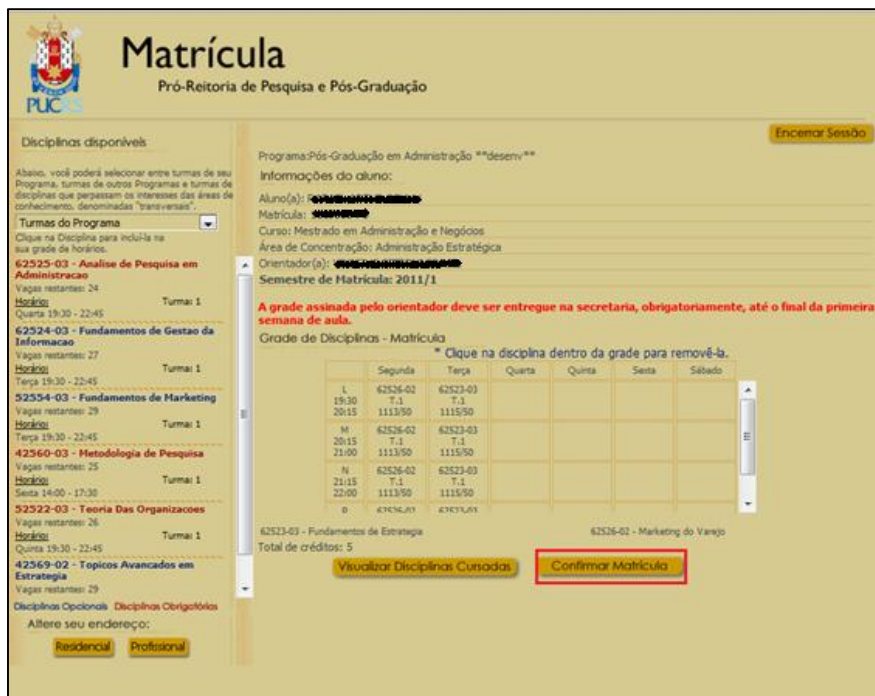 Matrícula
Pró-Reitoria de Pesquisa e Pós-Graduação
PUCRS
Encerrar Sessão
Disciplinas disponíveis
Abaixo, você poderá selecionar entre turmas de seu
Programa, turmas de outros Programas e turmas de
disciplinas que perpassam os interesses das áreas de
conhecimento, denominadas "transversais".
Turmas do Programa
Clique na Disciplina para incluí-la na
sua grade de horários.
62525-03 - Analise de Pesquisa em
Administracao
Vagas restantes: 24
Horário: Turma: 1
Quarta 19:30 - 22:45
62524-03 - Fundamentos de Gestao da
Informacao
Vagas restantes: 27
Horário: Turma: 1
Terça 19:30 - 22:45
52554-03 - Fundamentos de Marketing
Vagas restantes: 29
Horário: Turma: 1
Terça 19:30 - 22:45
42560-03 - Metodologia de Pesquisa
Vagas restantes: 25
Horário: Turma: 1
Sexta 14:00 - 17:30
52522-03 - Teoria Das Organizacoes
Vagas restantes: 26
Horário: Turma: 1
Quinta 19:30 - 22:45
42569-02 - Topicos Avancados em
Estrategia
Vagas restantes: 29
Disciplinas Opcionais Disciplinas Obrigatórias
Altere seu endereço:
Residencial Profissional
Programa:Pós-Graduação em Administração **desenv**
Informações do aluno:
Aluno(a):
Matrícula:
Curso: Mestrado em Administração e Negócios
Área de Concentração: Administração Estratégica
Orientador(a):
Semestre de Matrícula: 2011/1
A grade assinada pelo orientador deve ser entregue na secretaria, obrigatoriamente, até o final da primeira
semana de aula.
Grade de Disciplinas - Matrícula
* Clique na disciplina dentro da grade para removê-la.
Segunda Terça Quarta Quinta Sexta Sábado
L 62526-02 62523-03
19:30 T.1 T.1
20:15 1113/50 1115/50
M 62526-02 62523-03
20:15 T.1 T.1
21:00 1113/50 1115/50
N 62526-02 62523-03
21:15 T.1 T.1
22:00 1113/50 1115/50
P 62526-02 62523-03
62523-03 - Fundamentos de Estrategia 62526-02 - Marketing do Varejo
Total de créditos: 5
Visualizar Disciplinas Cursadas Confirmar Matrícula